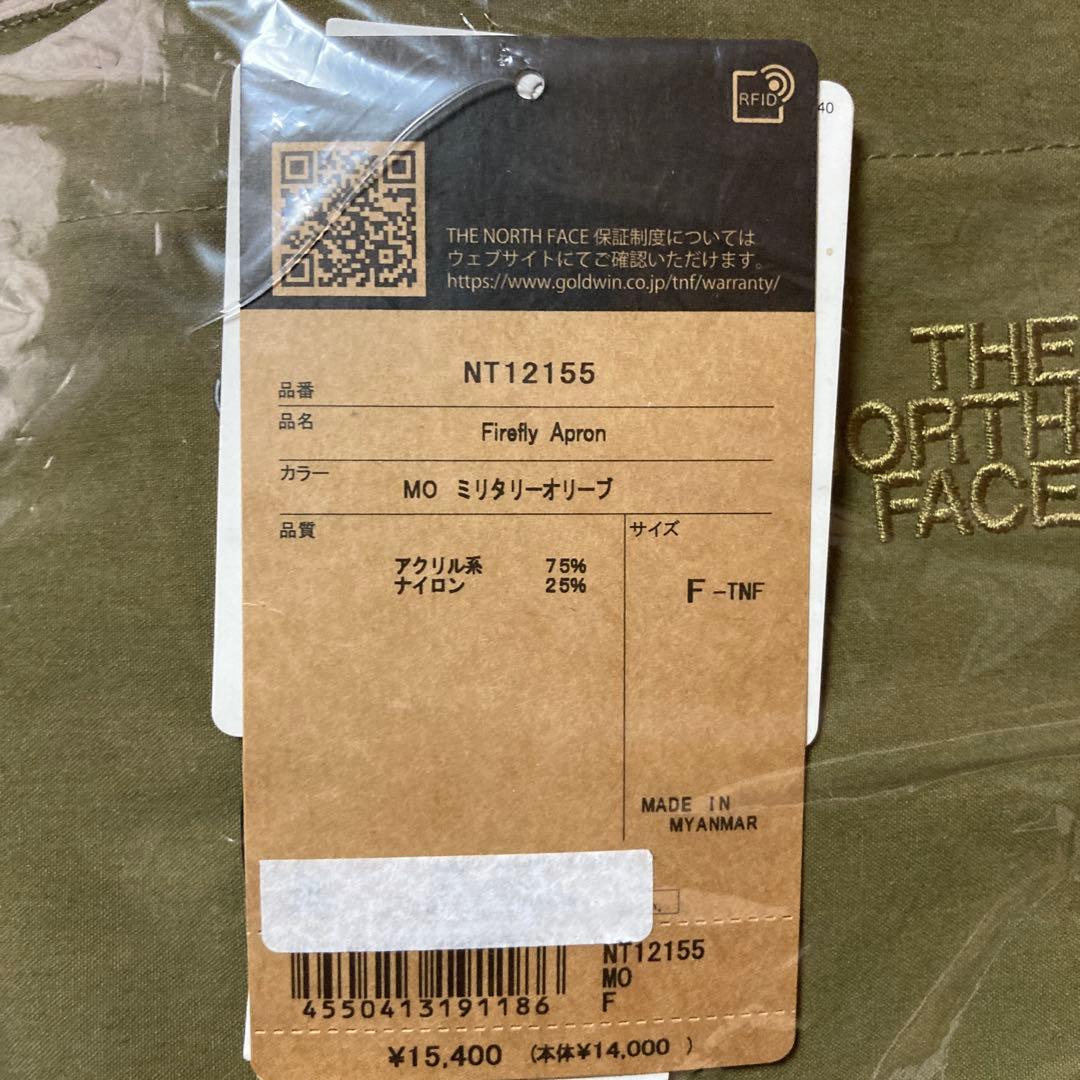 RFID
40
THE NORTH FACE 保証制度については
ウェブサイトにてご確認いただけます。
https://www.goldwin.co.jp/tnf/warranty/
品番 NT12155
品名 Firefly Apron
カラー MO ミリタリーオリーブ
品質
アクリル系 75%
ナイロン 25%
サイズ
F -TNF
MADE IN
MYANMAR
NT12155
MO
F
4550413191186
¥15,400 (本体¥14,000 )
THE
ORTH
FACE